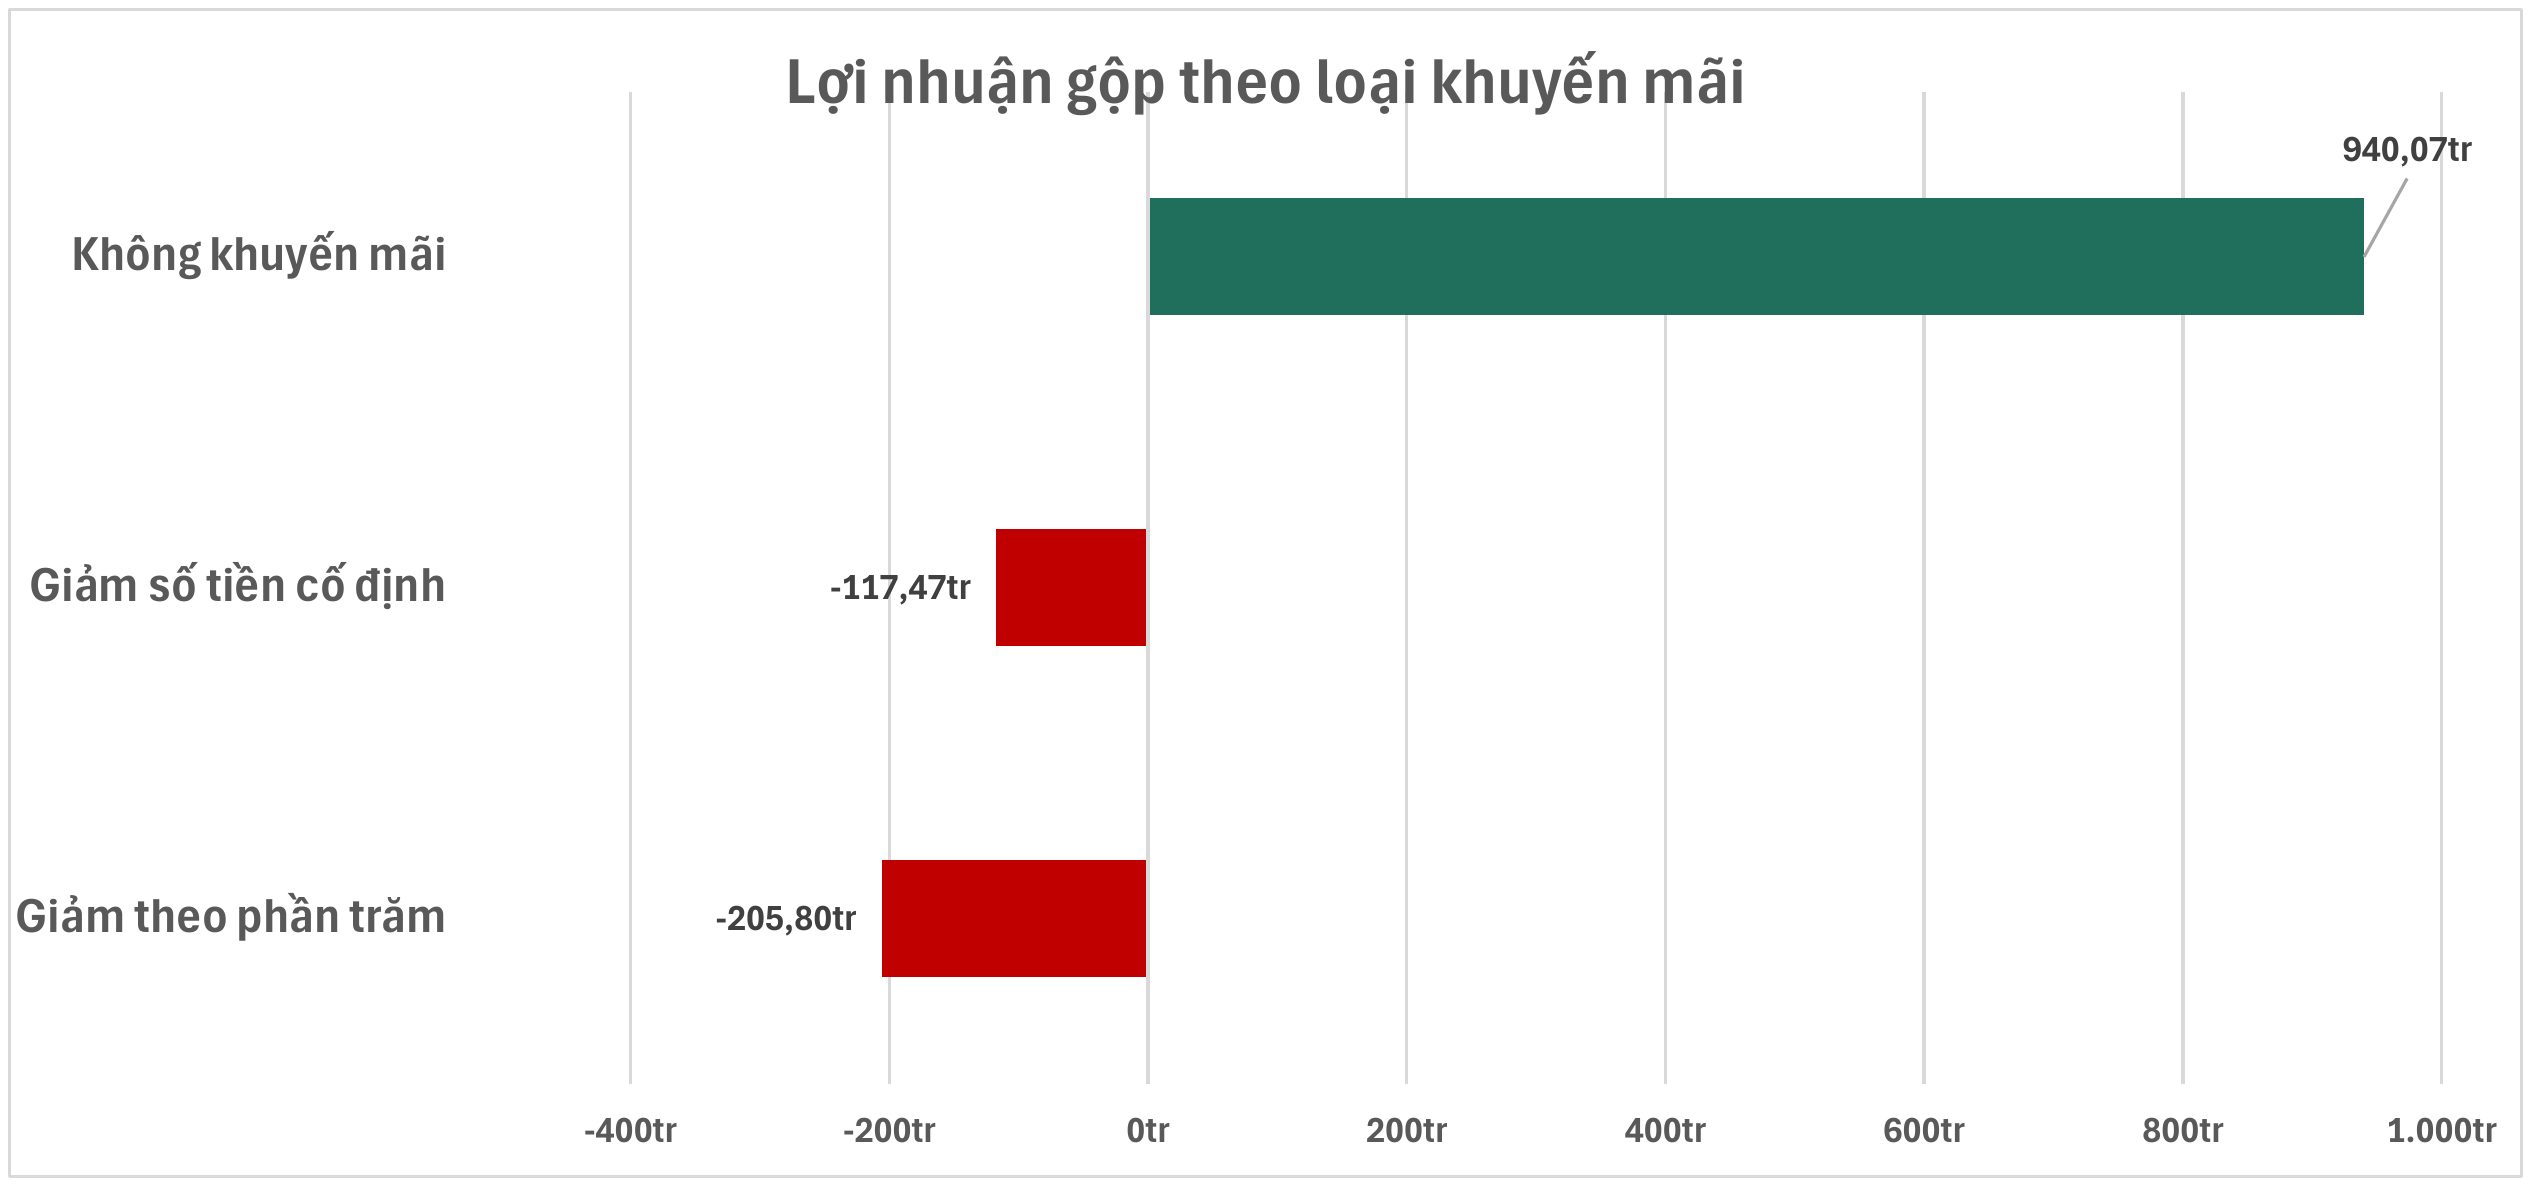 Lợi nhuận gộp theo loại khuyến mãi
940,07tr
Không khuyến mãi
Giảm số tiền cố định
-117,47tr
Giảm theo phần trăm
-205,80tr
-400tr -200tr 0tr 200tr 400tr 600tr 800tr 1.000tr